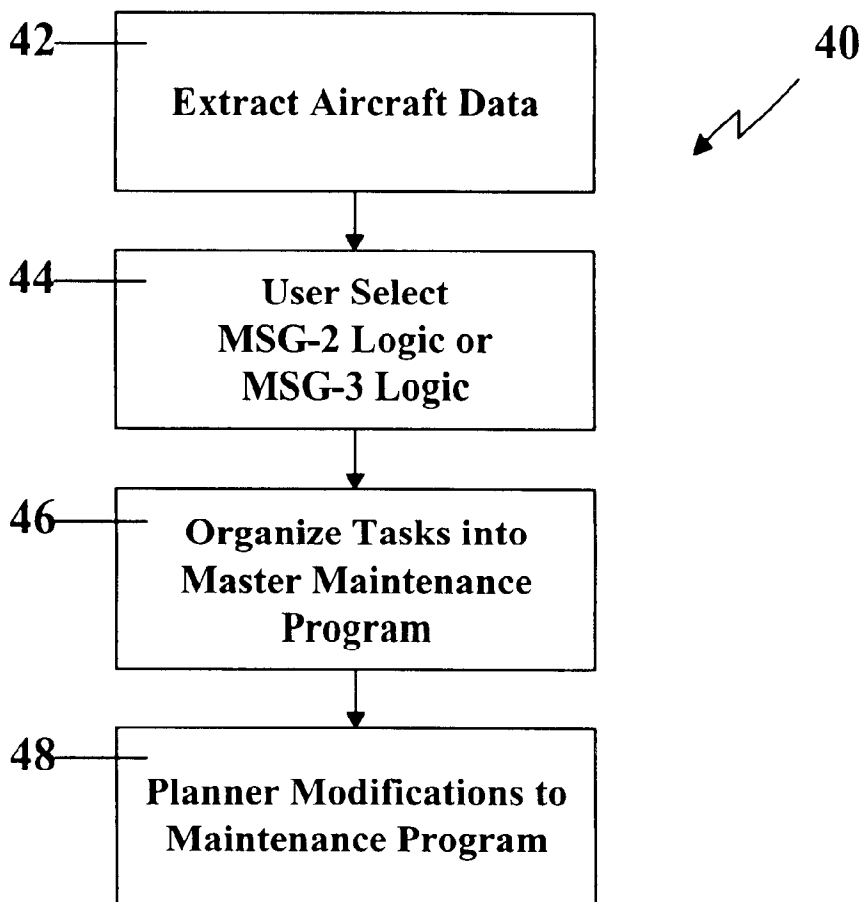 42
40
Extract Aircraft Data
44
User Select
MSG-2 Logic or
MSG-3 Logic
46
Organize Tasks into
Master Maintenance
Program
48
Planner Modifications to
Maintenance Program